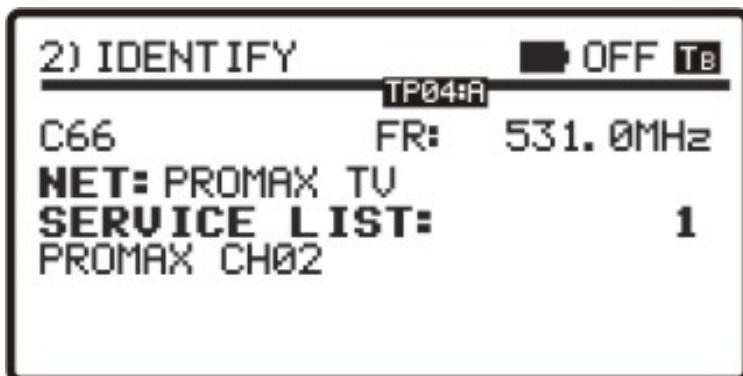 2) IDENTIFY OFF TB
TP04:A
C66 FR: 531.0MHz
NET: PROMAX TV
SERVICE LIST: 1
PROMAX CH02